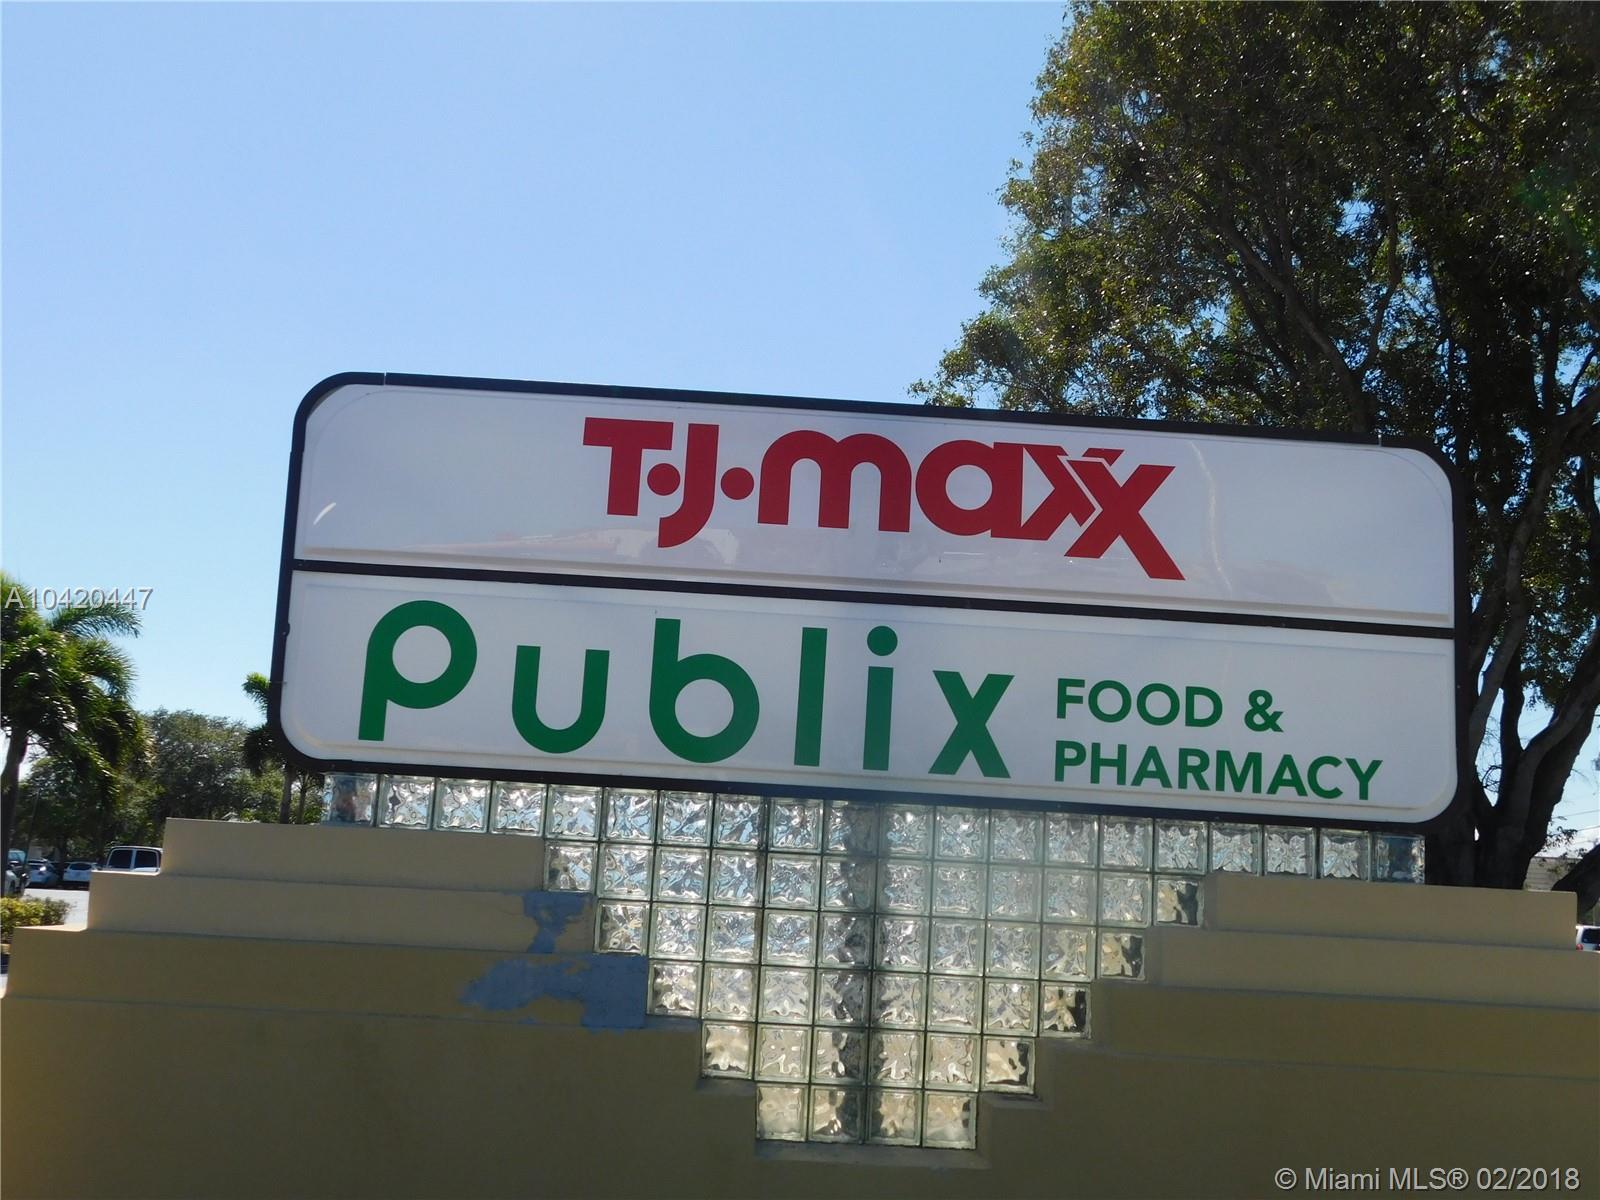 T·J·maxx
Publix FOOD &
PHARMACY
A10420447
© Miami MLS® 02/2018